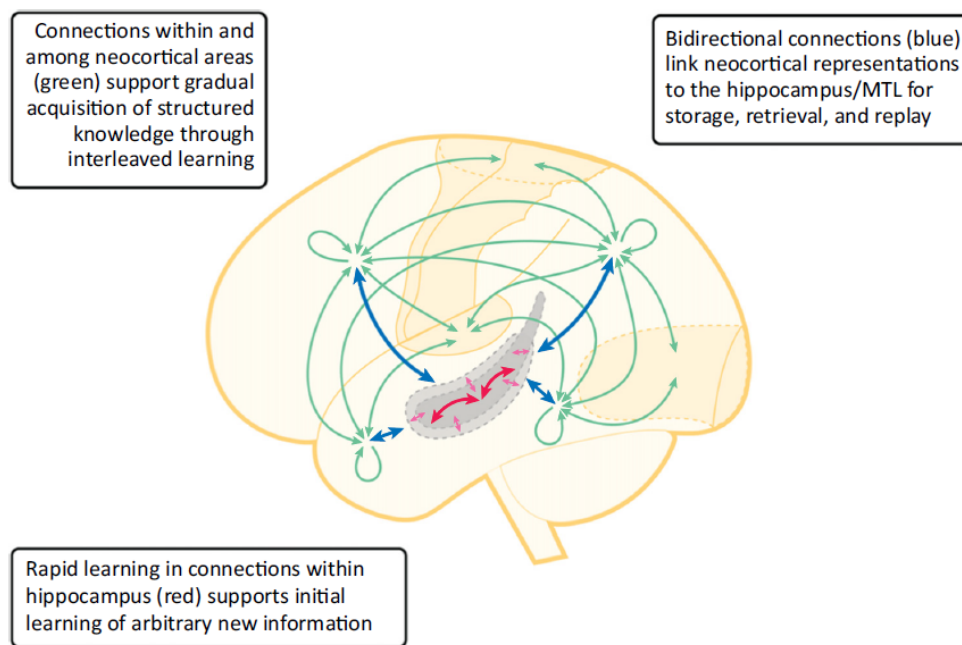 Connections within and
among neocortical areas
(green) support gradual
acquisition of structured
knowledge through
interleaved learning
Bidirectional connections (blue)
link neocortical representations
to the hippocampus/MTL for
storage, retrieval, and replay
Rapid learning in connections within
hippocampus (red) supports initial
learning of arbitrary new information